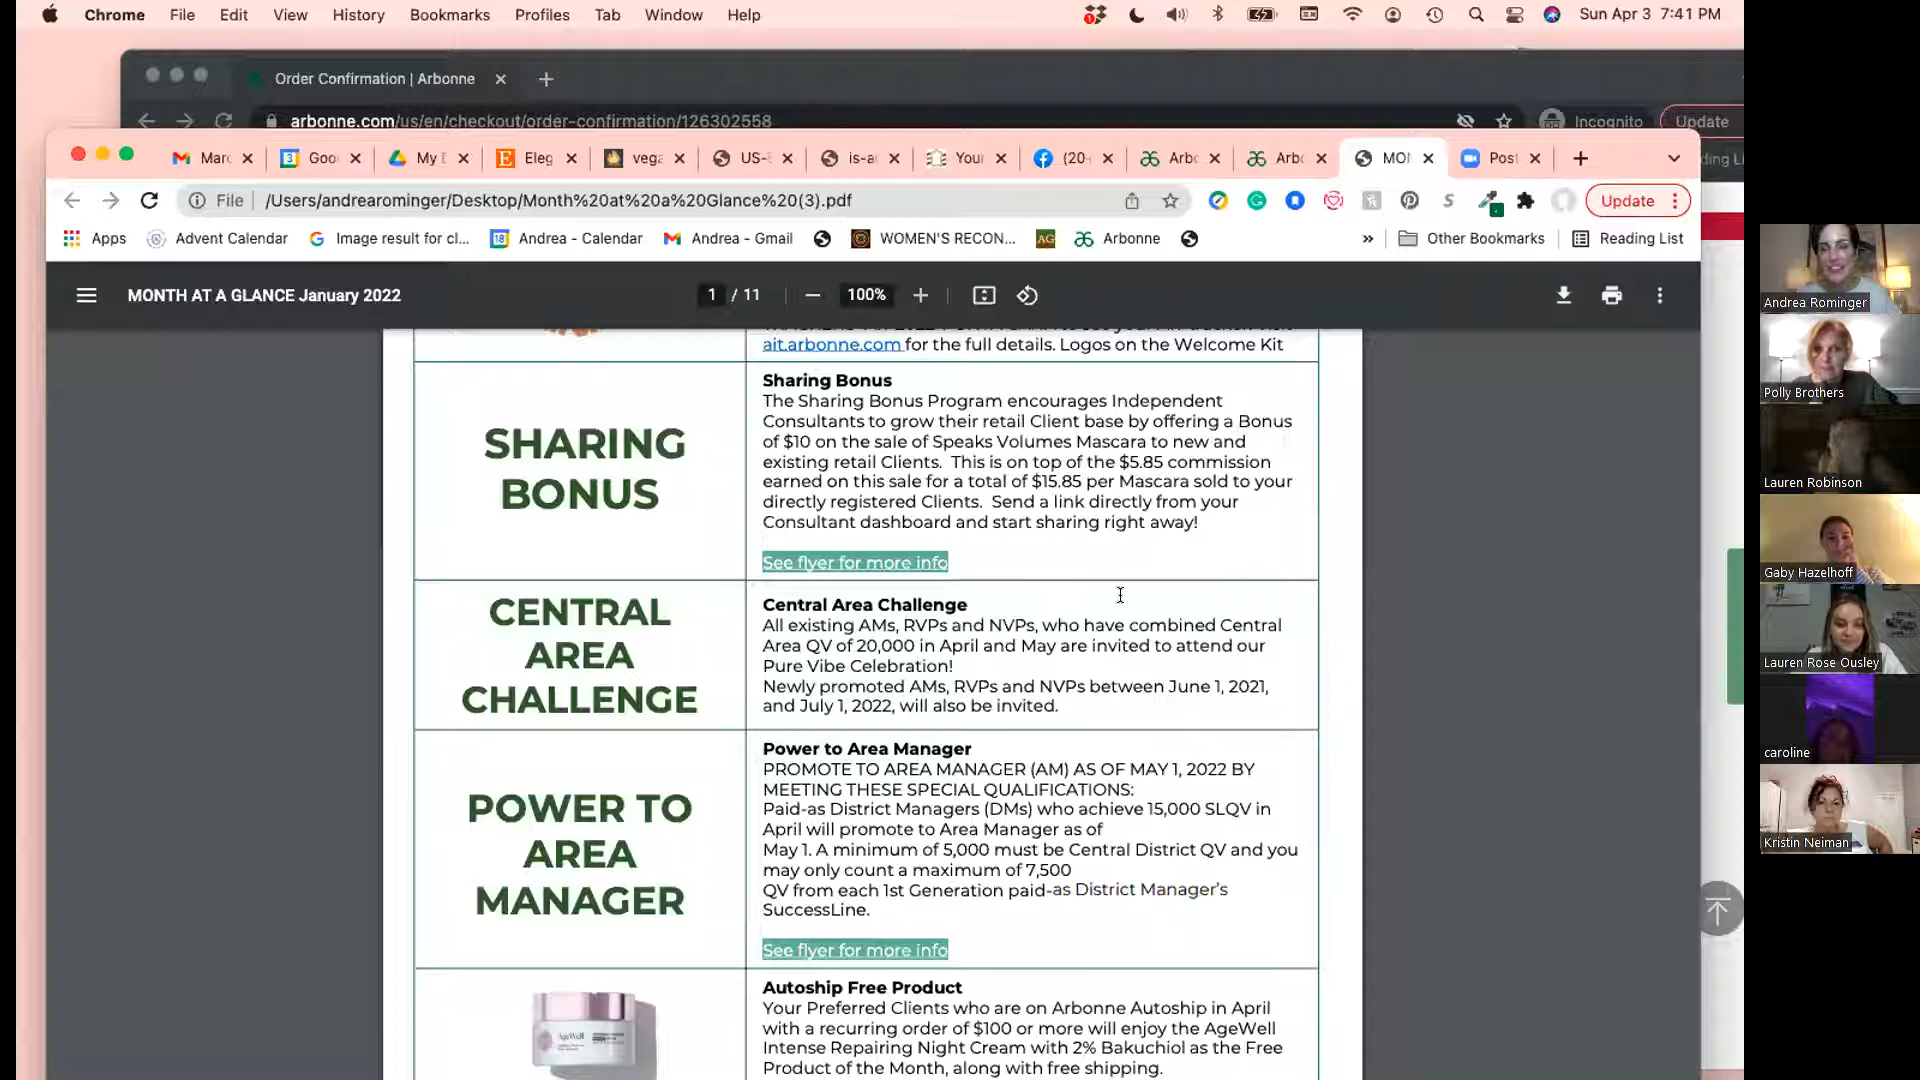 Chrome File Edit View History Bookmarks Profiles Tab Window Help
Sun Apr 3 7:41 PM
Order Confirmation | Arbonne
arbonne.com/us/en/checkout/order-confirmation/126302558
Incognito
Update
Marc
Goo
My D
Eleg
vega
US-
is-a
Your
(20
Arbo
Arbo
Post
ding Li
File /Users/andrearominger/Desktop/Month%20at%20a%20Glance%20(3).pdf
Update
Apps
Advent Calendar
Image result for cl...
Andrea - Calendar
Andrea - Gmail
WOMEN'S RECON...
AG
Arbonne
Other Bookmarks
Reading List
MONTH AT A GLANCE January 2022
1 / 11
100%
ait.arbonne.com for the full details. Logos on the Welcome Kit
SHARING
BONUS
Sharing Bonus
The Sharing Bonus Program encourages Independent
Consultants to grow their retail Client base by offering a Bonus
of $10 on the sale of Speaks Volumes Mascara to new and
existing retail Clients. This is on top of the $5.85 commission
earned on this sale for a total of $15.85 per Mascara sold to your
directly registered Clients. Send a link directly from your
Consultant dashboard and start sharing right away!
See flyer for more info
CENTRAL
AREA
CHALLENGE
Central Area Challenge
All existing AMs, RVPs and NVPs, who have combined Central
Area QV of 20,000 in April and May are invited to attend our
Pure Vibe Celebration!
Newly promoted AMs, RVPs and NVPs between June 1, 2021,
and July 1, 2022, will also be invited.
POWER TO
AREA
MANAGER
Power to Area Manager
PROMOTE TO AREA MANAGER (AM) AS OF MAY 1, 2022 BY
MEETING THESE SPECIAL QUALIFICATIONS:
Paid-as District Managers (DMs) who achieve 15,000 SLQV in
April will promote to Area Manager as of
May 1. A minimum of 5,000 must be Central District QV and you
may only count a maximum of 7,500
QV from each 1st Generation paid-as District Manager's
SuccessLine.
See flyer for more info
AgeWell
Autoship Free Product
Your Preferred Clients who are on Arbonne Autoship in April
with a recurring order of $100 or more will enjoy the AgeWell
Intense Repairing Night Cream with 2% Bakuchiol as the Free
Product of the Month, along with free shipping.
Andrea Rominger
Polly Brothers
Lauren Robinson
Gaby Hazelhoff
Lauren Rose Ousley
caroline
Kristin Neiman